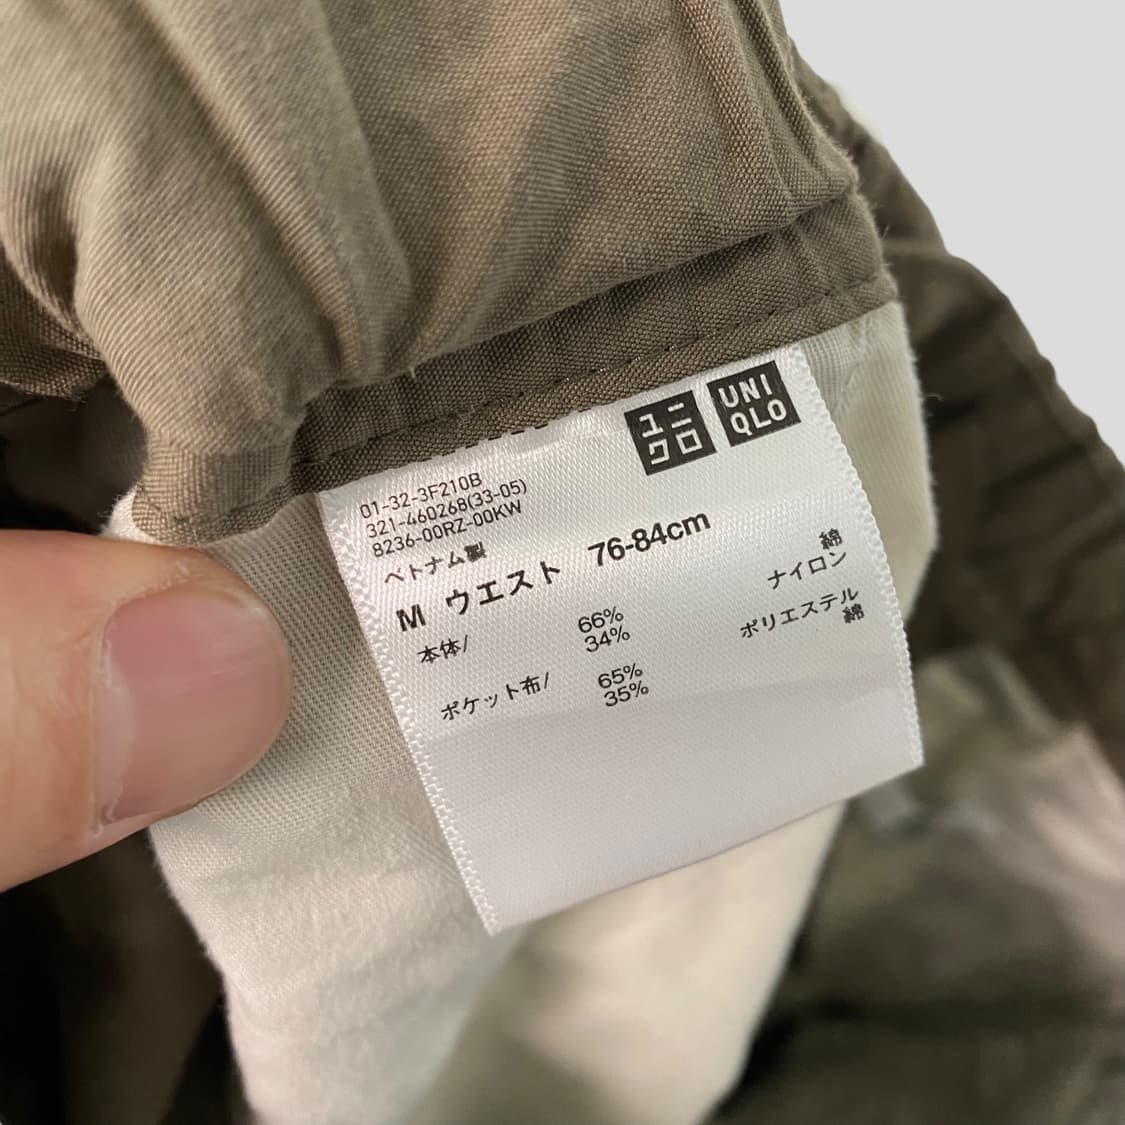 ユニ
クロ
UNI
QLO
01-32-3F210B
321-460268(33-05)
8236-00RZ-00KW
ベトナム製
M ウエスト 76-84cm
本体/ 66% 綿
34% ナイロン
ポケット布/ 65% ポリエステル
35% 綿